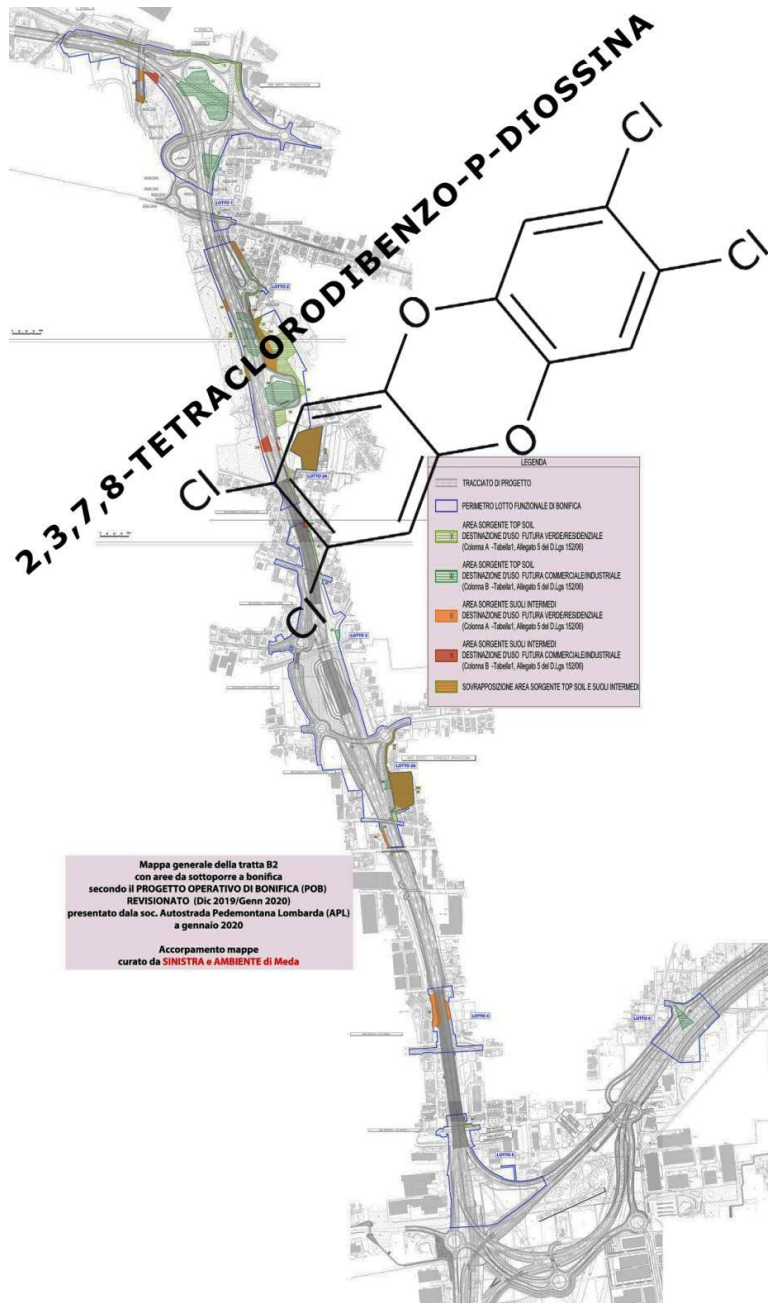 2,3,7,8-TETRACLORODIBENZO-P-DIOSSINA
Cl
Cl
O
O
Cl
Cl
LOTTO 1
LOTTO 2
LOTTO 2A
LOTTO 3
LOTTO 3A
LOTTO 4
LOTTO 5
LOTTO 6
LEGENDA
TRACCIATO DI PROGETTO
PERIMETRO LOTTO FUNZIONALE DI BONIFICA
AREA SORGENTE TOP SOIL
DESTINAZIONE D'USO FUTURA VERDE/RESIDENZIALE
(Colonna A -Tabella1, Allegato 5 del D.Lgs 152/06)
AREA SORGENTE TOP SOIL
DESTINAZIONE D'USO FUTURA COMMERCIALE/INDUSTRIALE
(Colonna B -Tabella1, Allegato 5 del D.Lgs 152/06)
AREA SORGENTE SUOLI INTERMEDI
DESTINAZIONE D'USO FUTURA VERDE/RESIDENZIALE
(Colonna A -Tabella1, Allegato 5 del D.Lgs 152/06)
AREA SORGENTE SUOLI INTERMEDI
DESTINAZIONE D'USO FUTURA COMMERCIALE/INDUSTRIALE
(Colonna B -Tabella1, Allegato 5 del D.Lgs 152/06)
SOVRAPPOSIZIONE AREA SORGENTE TOP SOIL E SUOLI INTERMEDI
Mappa generale della tratta B2
con aree da sottoporre a bonifica
secondo il PROGETTO OPERATIVO DI BONIFICA (POB)
REVISIONATO (Dic 2019/Genn 2020)
presentato dala soc. Autostrada Pedemontana Lombarda (APL)
a gennaio 2020
Accorpamento mappe
curato da SINISTRA e AMBIENTE di Meda